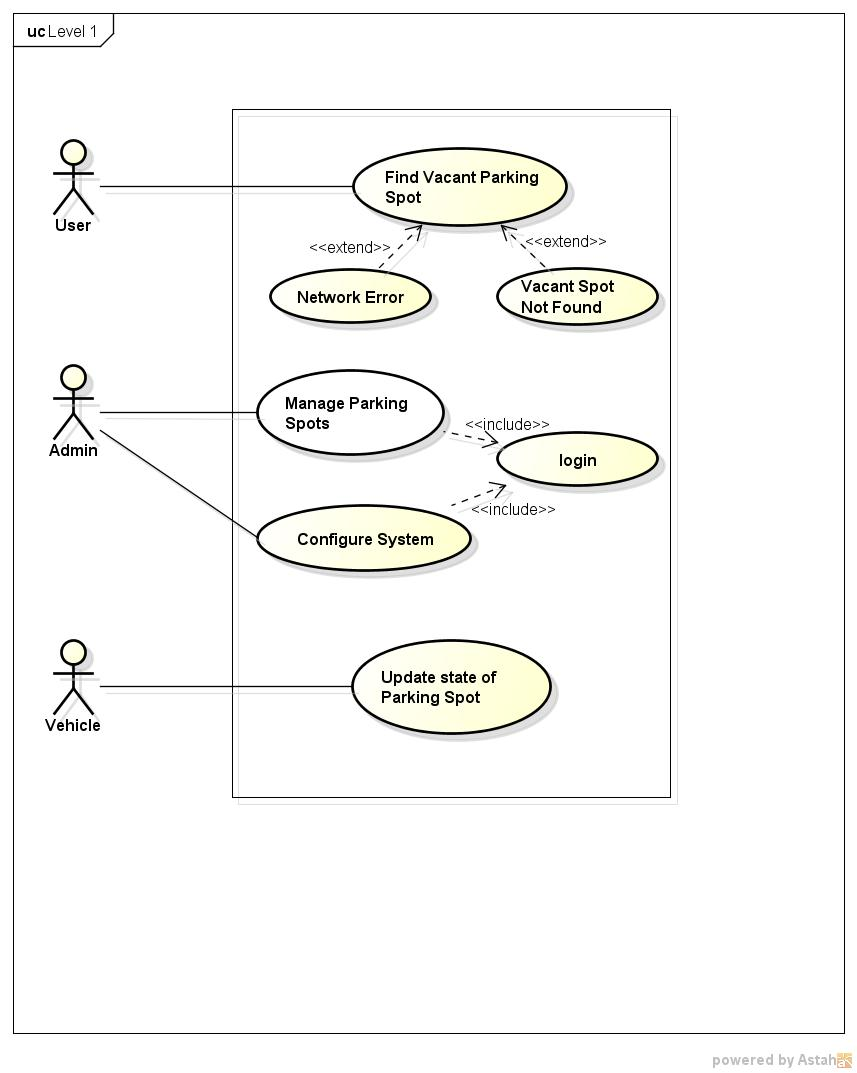 uc Level 1
Find Vacant Parking
Spot
User
<<extend>>
<<extend>>
Network Error
Vacant Spot
Not Found
Manage Parking
Spots
<<include>>
Admin
login
<<include>>
Configure System
Update state of
Parking Spot
Vehicle
powered by Astah